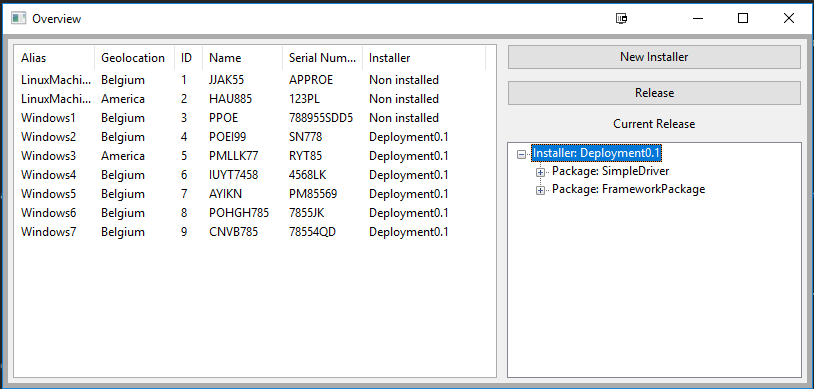 Overview
Alias Geolocation ID Name Serial Num... Installer
LinuxMachi... Belgium 1 JJAK55 APPROE Non installed
LinuxMachi... America 2 HAU885 123PL Non installed
Windows1 Belgium 3 PPOE 788955SDD5 Non installed
Windows2 Belgium 4 POEI99 SN778 Deployment0.1
Windows3 America 5 PMLLK77 RYT85 Deployment0.1
Windows4 Belgium 6 IUYT7458 4568LK Deployment0.1
Windows5 Belgium 7 AYIKN PM85569 Deployment0.1
Windows6 Belgium 8 POHGH785 7855JK Deployment0.1
Windows7 Belgium 9 CNVB785 78554QD Deployment0.1
New Installer
Release
Current Release
Installer: Deployment0.1
Package: SimpleDriver
Package: FrameworkPackage